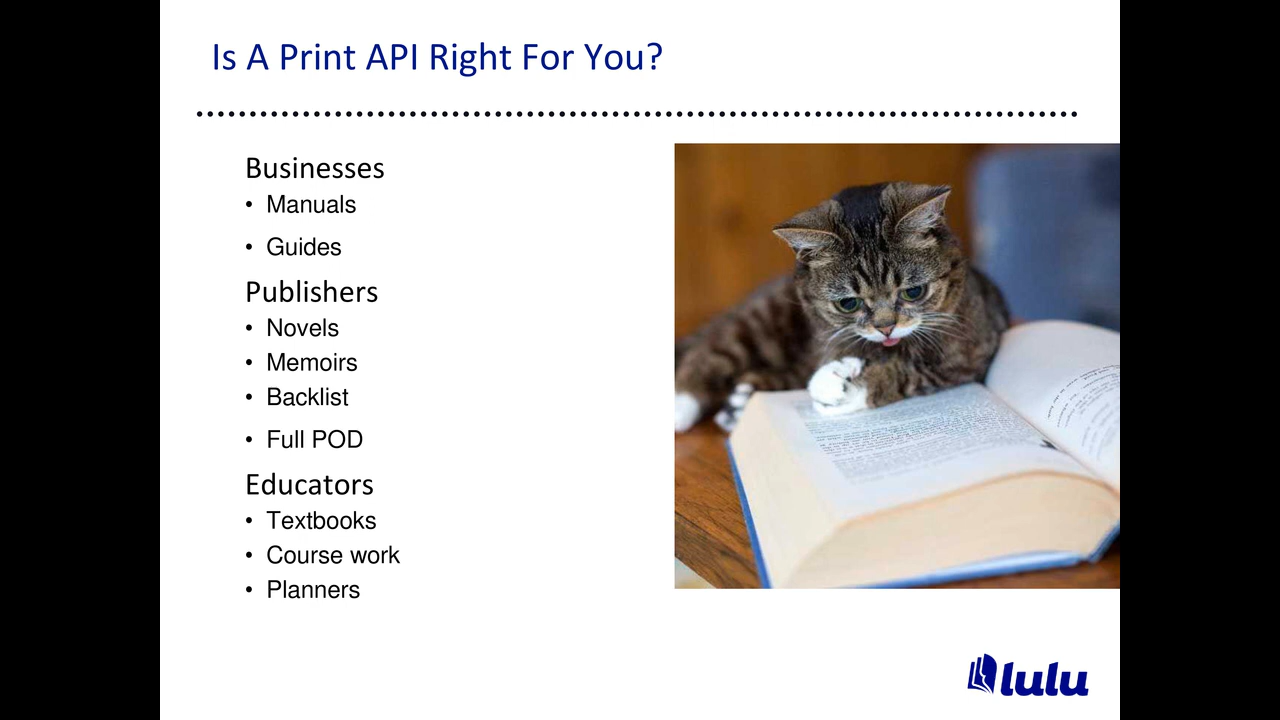 Is A Print API Right For You?
Businesses
• Manuals
• Guides
Publishers
• Novels
• Memoirs
• Backlist
• Full POD
Educators
• Textbooks
• Course work
• Planners
lulu